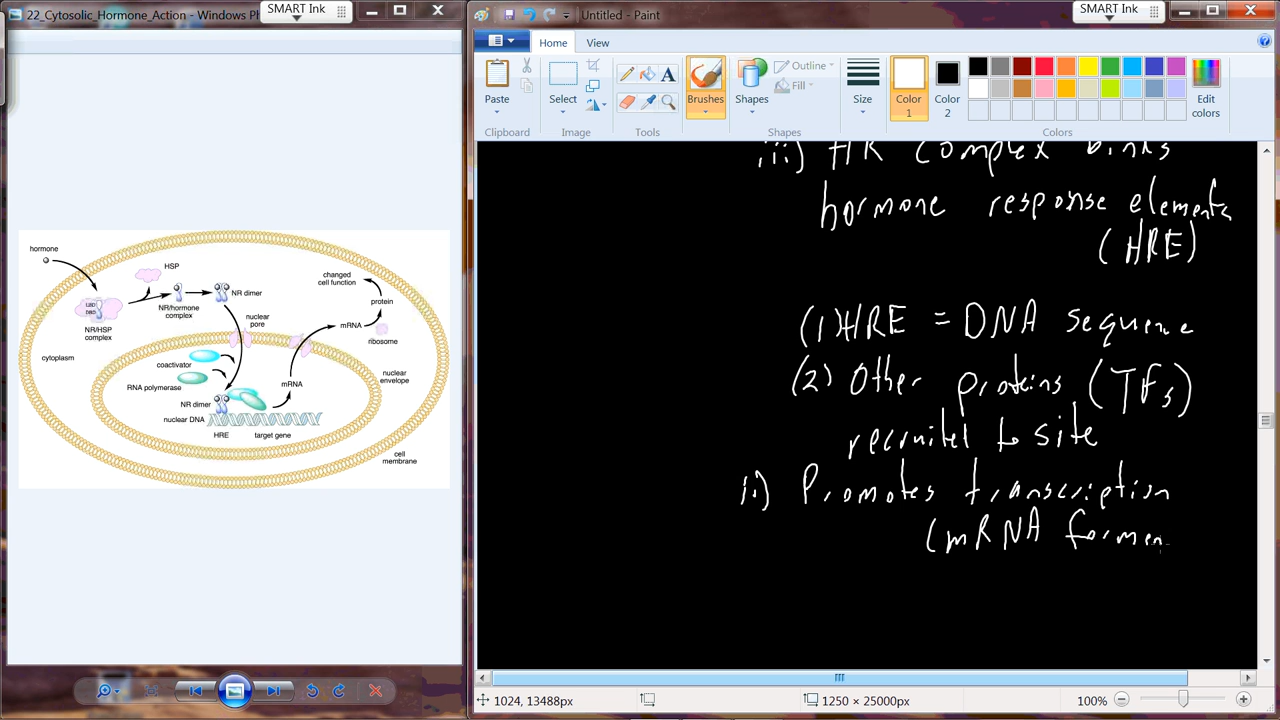 22_Cytosolic_Hormone_Action - Windows Ph
SMART Ink
hormone
HSP
LBD
DBD
NR/HSP
complex
NR/hormone
complex
NR dimer
changed
cell function
protein
mRNA
ribosome
nuclear
pore
cytoplasm
coactivator
RNA polymerase
mRNA
nuclear
envelope
NR dimer
nuclear DNA
HRE
target gene
cell
membrane
Untitled - Paint
SMART Ink
Home
View
Paste
Select
Brushes
Shapes
Outline
Fill
Size
Color
1
Color
2
Edit
colors
Clipboard
Image
Tools
Shapes
Colors
iii) HR complex binds
hormone response elements
(HRE)
(1) HRE = DNA sequence
(2) Other proteins (TFs)
recruited to site
ii) Promotes transcription
(mRNA formen
1024, 13488px
1250 × 25000px
100%